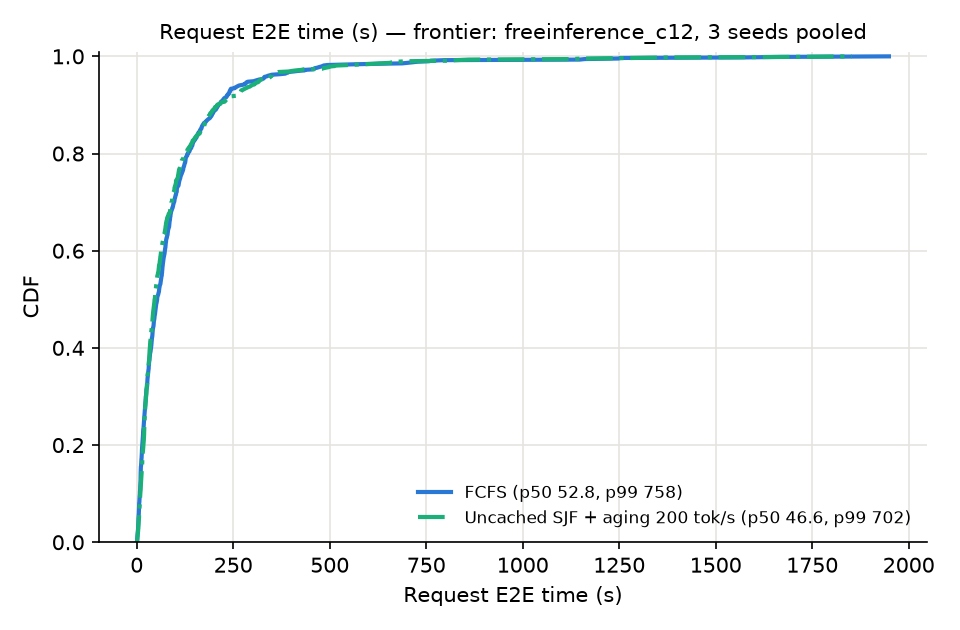 Request E2E time (s) — frontier: freeinference_c12, 3 seeds pooled
1.0
0.8
0.6
0.4
0.2
0.0
CDF
FCFS (p50 52.8, p99 758)
Uncached SJF + aging 200 tok/s (p50 46.6, p99 702)
0 250 500 750 1000 1250 1500 1750 2000
Request E2E time (s)